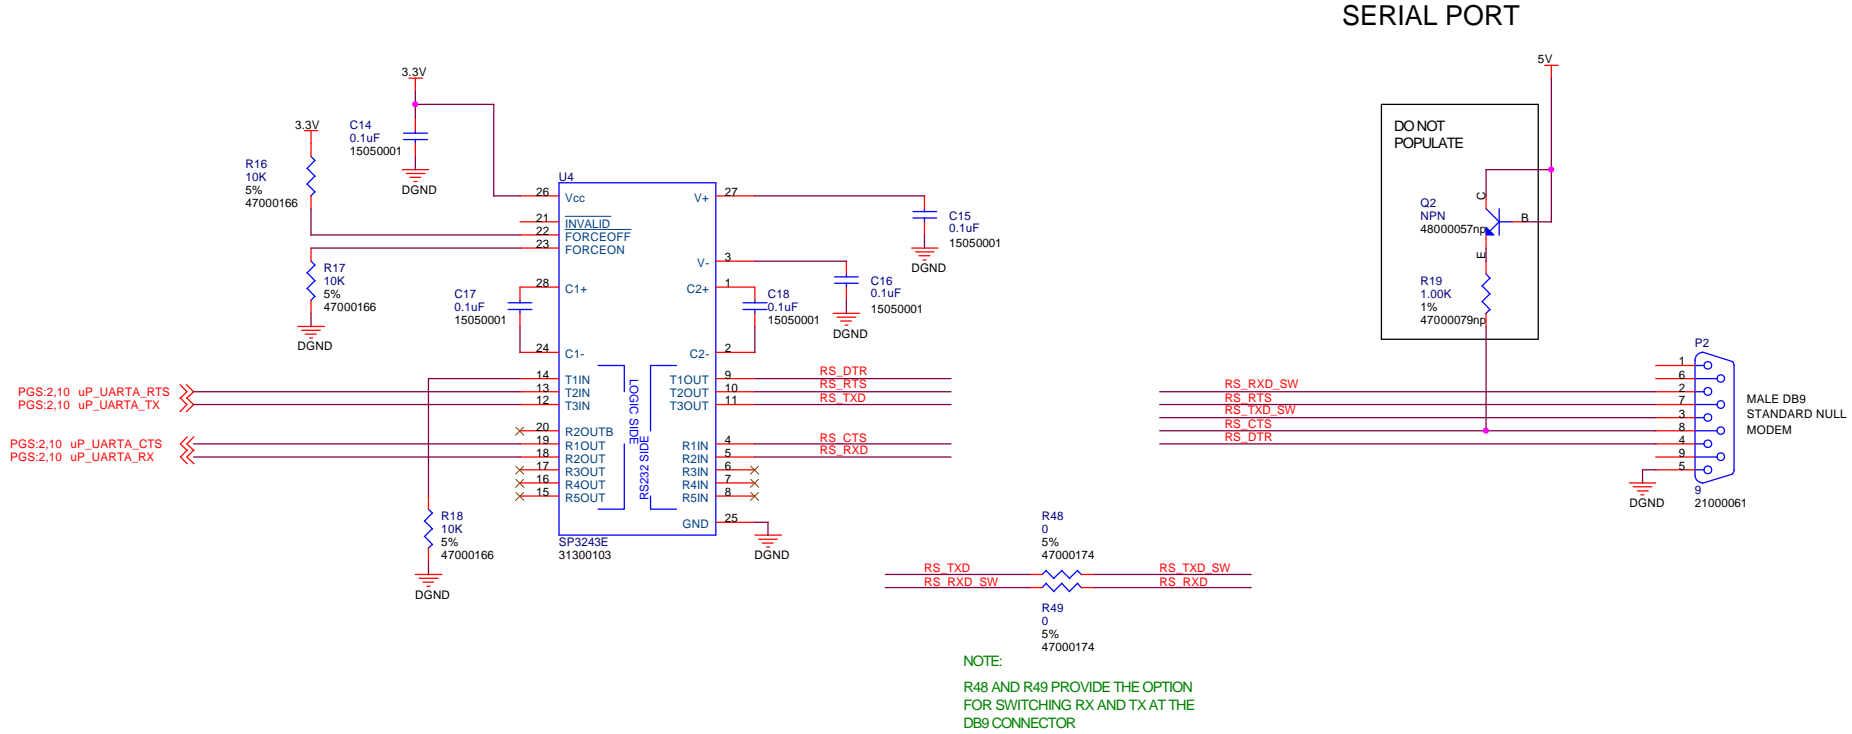 SERIAL PORT
3.3V
5V
3.3V
C14
0.1uF
15050001
DGND
R16
10K
5%
47000166
DO NOT
POPULATE
U4
26
Vcc
V+
27
21
INVALID
22
FORCEOFF
23
FORCEON
C15
0.1uF
15050001
DGND
Q2
NPN
48000057np
C
B
E
R17
10K
5%
47000166
DGND
V-
3
C16
0.1uF
15050001
DGND
C17
0.1uF
15050001
28
C1+
C2+
1
C18
0.1uF
15050001
R19
1.00K
1%
47000079np
24
C1-
C2-
2
14
T1IN
T1OUT
9
RS_DTR
PGS:2,10 uP_UARTA_RTS
13
T2IN
T2OUT
10
RS_RTS
PGS:2,10 uP_UARTA_TX
12
T3IN
T3OUT
11
RS_TXD
LOGIC SIDE
RS232 SIDE
20
R2OUTB
PGS:2,10 uP_UARTA_CTS
19
R1OUT
R1IN
4
RS_CTS
PGS:2,10 uP_UARTA_RX
18
R2OUT
R2IN
5
RS_RXD
17
R3OUT
R3IN
6
16
R4OUT
R4IN
7
15
R5OUT
R5IN
8
GND
25
DGND
SP3243E
31300103
R18
10K
5%
47000166
DGND
P2
1
6
RS_RXD_SW
2
RS_RTS
7
RS_TXD_SW
3
RS_CTS
8
RS_DTR
4
9
5
MALE DB9
STANDARD NULL
MODEM
DGND
9
21000061
R48
0
5%
47000174
RS_TXD
RS_TXD_SW
RS_RXD_SW
RS_RXD
R49
0
5%
47000174
NOTE:
R48 AND R49 PROVIDE THE OPTION
FOR SWITCHING RX AND TX AT THE
DB9 CONNECTOR